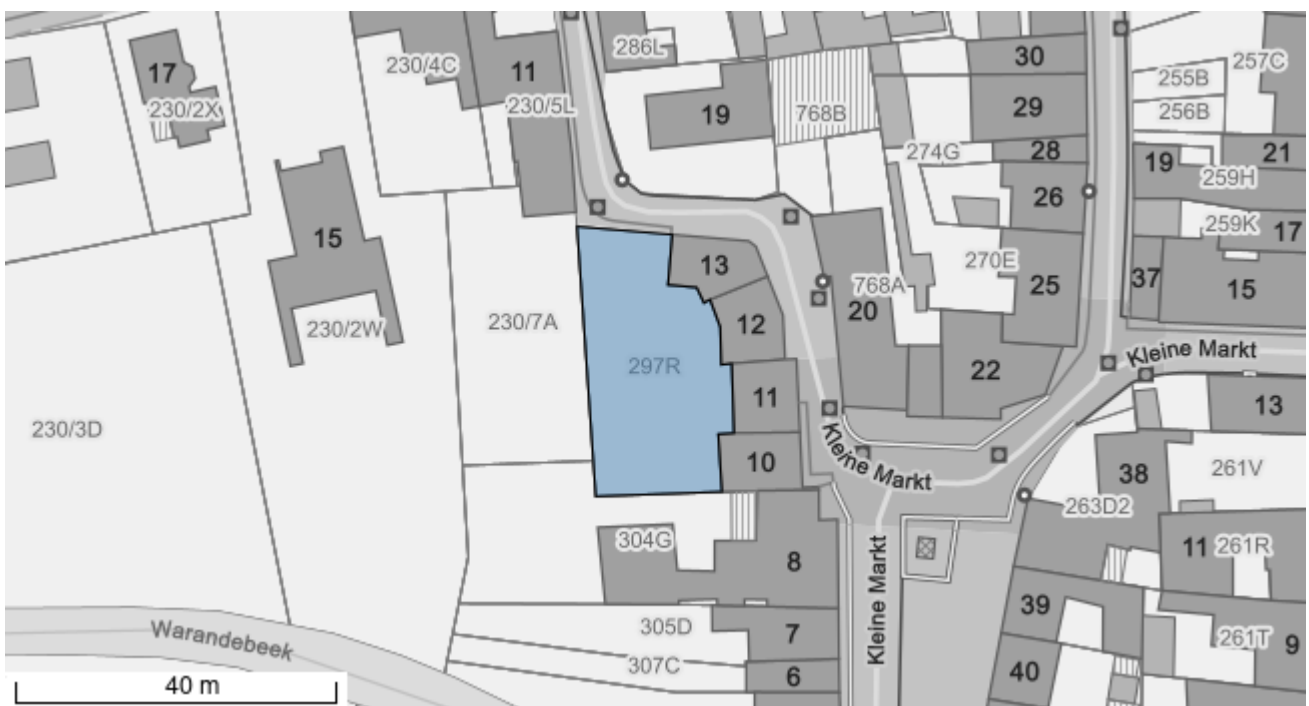 30
286L
257C
230/4C
11
17
255B
29
256B
230/2X
230/5L
19
768B
274G
28
19
21
259H
26
259K
17
15
13
270E
25
768A
37
15
20
12
230/7A
230/2W
Kleine Markt
297R
22
11
13
230/3D
Kleine Markt
10
38
261V
263D2
304G
8
11
261R
Kleine Markt
39
305D
7
Warandebeek
261T
9
307C
6
40
40 m